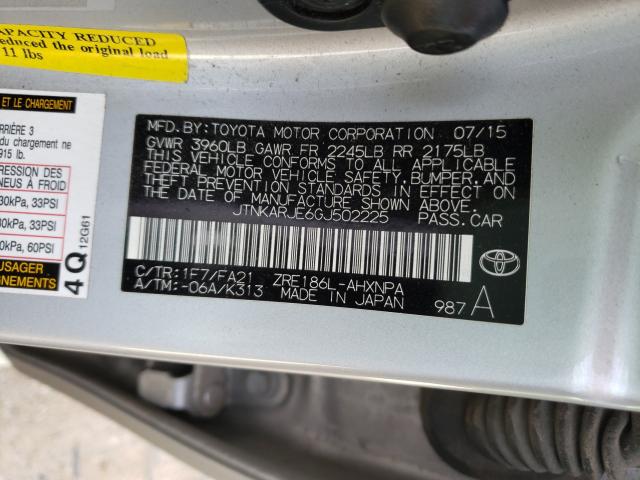 APACITY REDUCED
educed the original load
11 lbs
ET LE CHARGEMENT
RRIÈRE 3
chargement ne
915 lb.
PRESSION DES
NEUS À FROID
30kPa, 33PSI
30kPa, 33PSI
0kPa, 60PSI
USAGER
GNEMENTS
4Q 12G61
MFD.BY: TOYOTA MOTOR CORPORATION 07/15
GVWR 3960LB GAWR FR 2245LB RR 2175LB
THIS VEHICLE CONFORMS TO ALL APPLICABLE
FEDERAL MOTOR VEHICLE SAFETY, BUMPER, AND
THEFT PREVENTION STANDARDS IN EFFECT ON
THE DATE OF MANUFACTURE SHOWN ABOVE.
JTNKARJE6GJ502225 PASS.CAR
C/TR: 1F7/FA21 ZRE186L-AHXNPA
A/TM: -06A/K313 MADE IN JAPAN 987 A